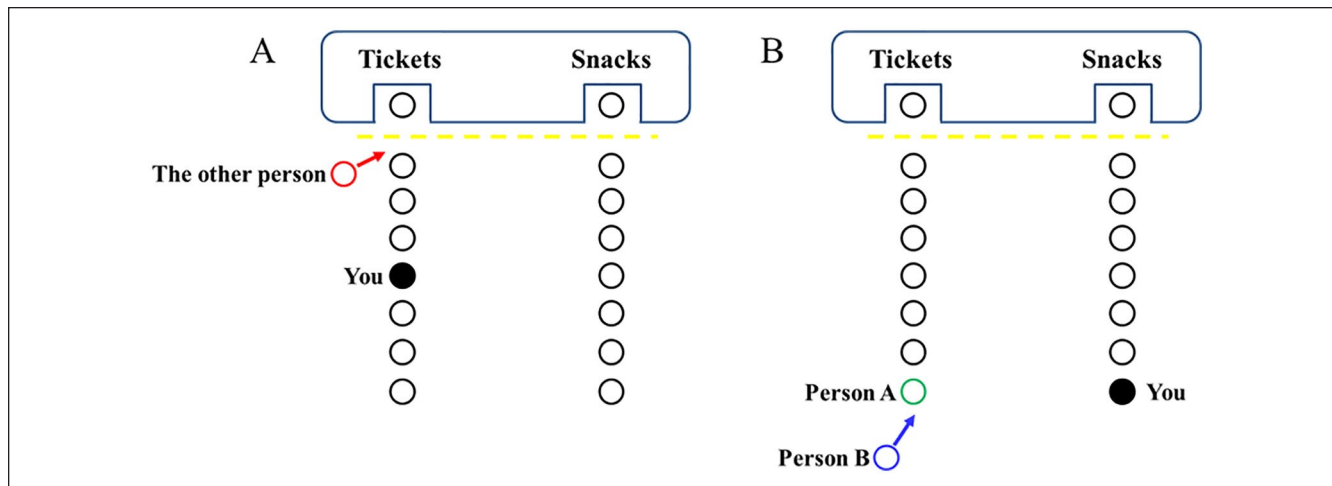 A
Tickets Snacks
The other person
You
B
Tickets Snacks
Person A
You
Person B